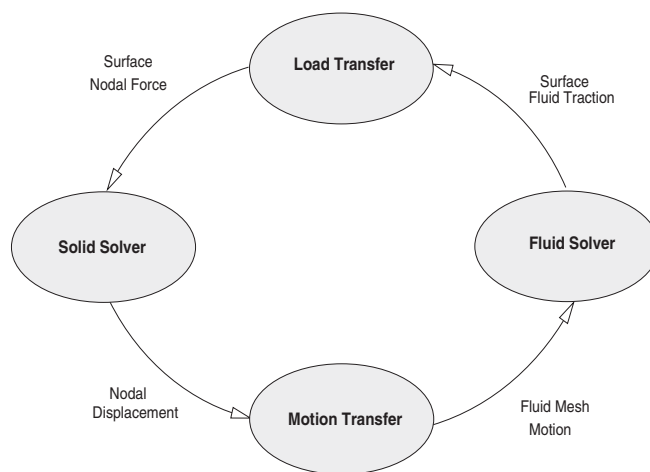 Load Transfer
Surface
Nodal Force
Surface
Fluid Traction
Solid Solver
Fluid Solver
Nodal
Displacement
Motion Transfer
Fluid Mesh
Motion